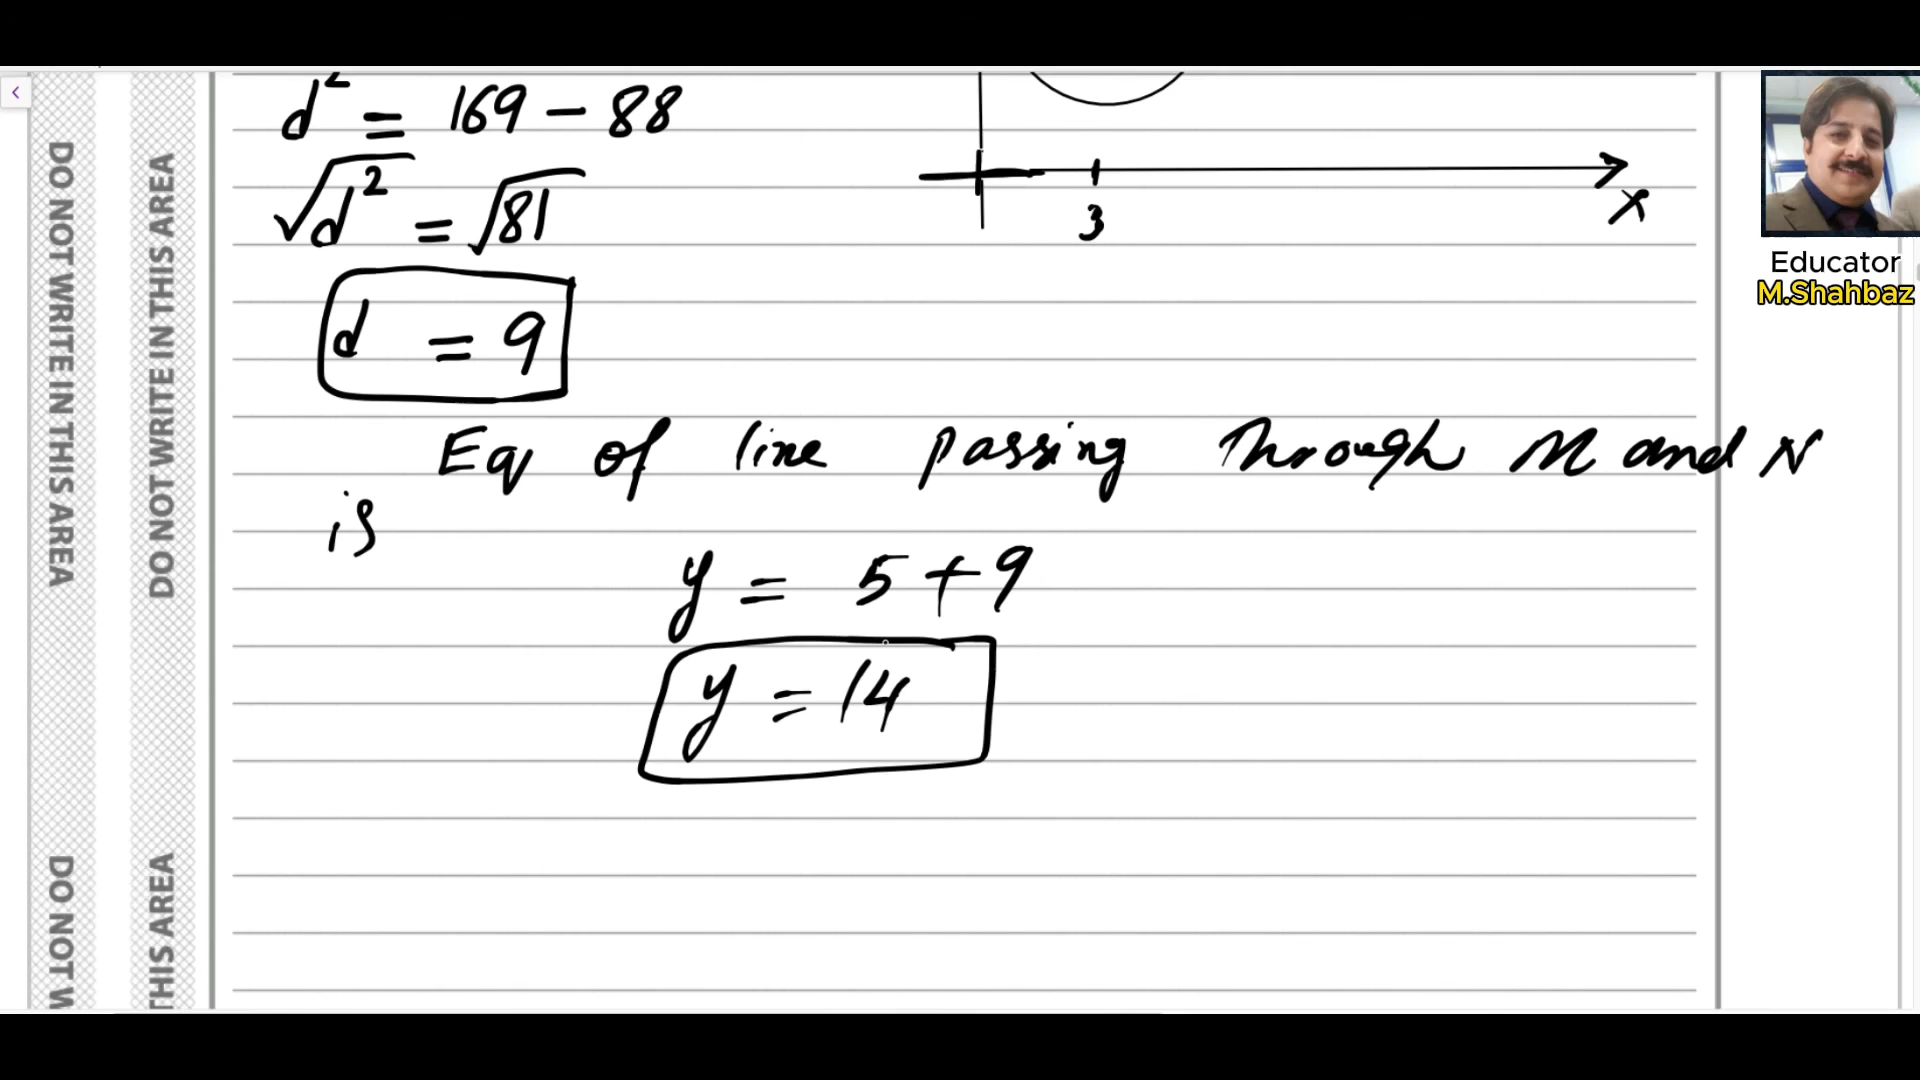 d² = 169 - 88
√d² = √81
d = 9
3
x
Eq of line passing Through M and N
is
y = 5 + 9
y = 14
DO NOT WRITE IN THIS AREA
DO NOT WRITE IN THIS AREA
DO NOT W
THIS AREA
Educator
M.Shahbaz